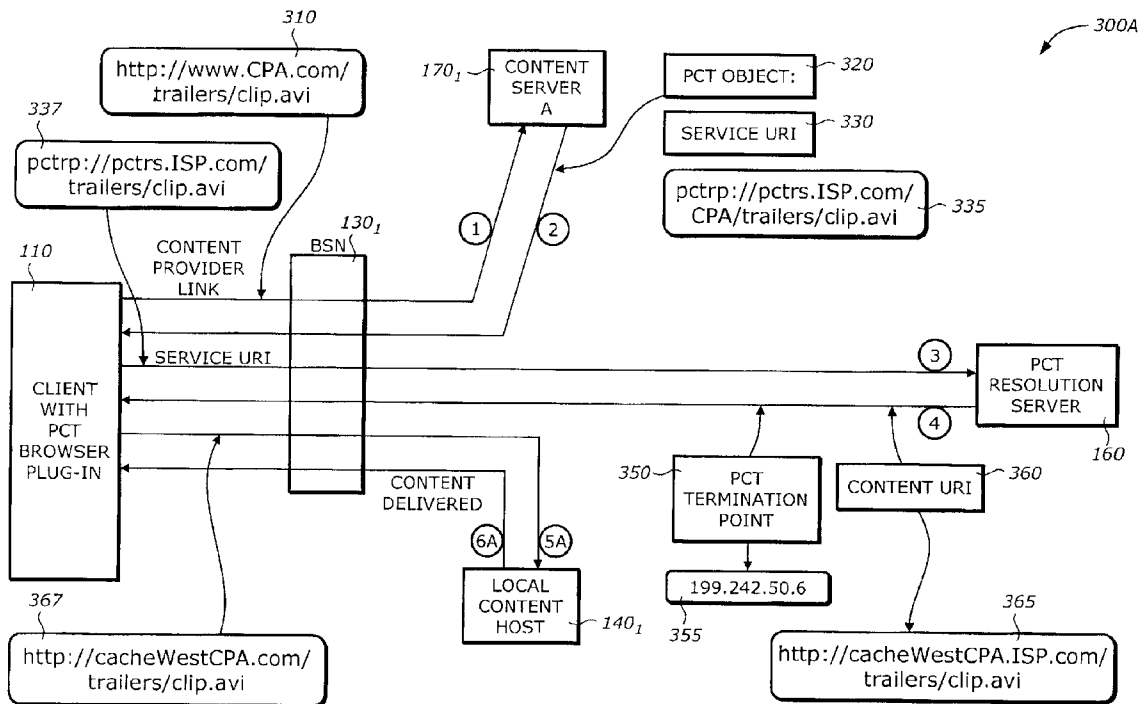 310
300A
http://www.CPA.com/
trailers/clip.avi
170₁
CONTENT
SERVER
A
PCT OBJECT:
320
337
SERVICE URI
330
pctrp://pctrs.ISP.com/
trailers/clip.avi
pctrp://pctrs.ISP.com/
CPA/trailers/clip.avi
335
1
2
130₁
BSN
110
CONTENT
PROVIDER
LINK
SERVICE URI
3
CLIENT
WITH
PCT
BROWSER
PLUG-IN
PCT
RESOLUTION
SERVER
4
160
350
PCT
TERMINATION
POINT
CONTENT URI
360
CONTENT
DELIVERED
6A
5A
199.242.50.6
355
LOCAL
CONTENT
HOST
140₁
367
http://cacheWestCPA.com/
trailers/clip.avi
365
http://cacheWestCPA.ISP.com/
trailers/clip.avi